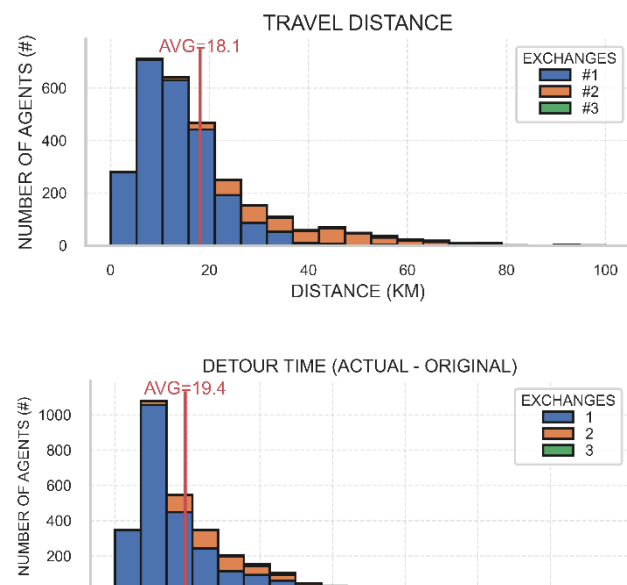 TRAVEL DISTANCE
AVG=18.1
NUMBER OF AGENTS (#)
600
400
200
0
EXCHANGES
#1
#2
#3
0 20 40 60 80 100
DISTANCE (KM)
DETOUR TIME (ACTUAL - ORIGINAL)
AVG=19.4
NUMBER OF AGENTS (#)
1000
800
600
400
200
EXCHANGES
1
2
3